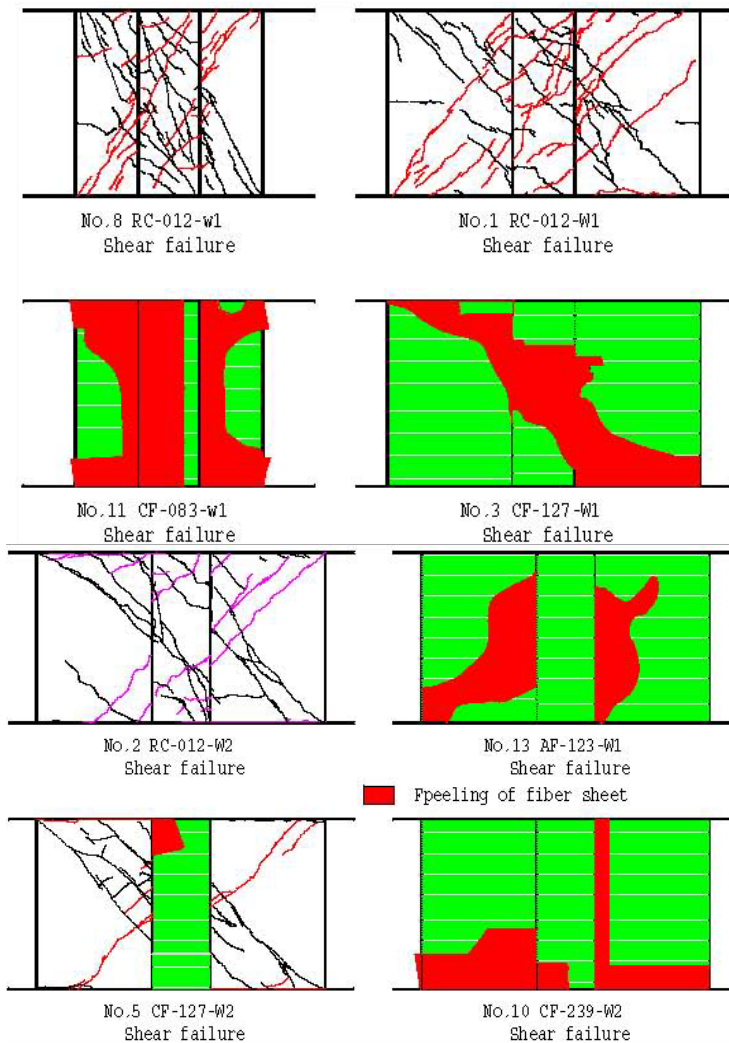 No.8 RC-012-w1
Shear failure
No.1 RC-012-W1
Shear failure
No.11 CF-083-w1
Shear failure
No.3 CF-127-W1
Shear failure
No.2 RC-012-W2
Shear failure
No.13 AF-123-W1
Shear failure
Fpeeling of fiber sheet
No.5 CF-127-W2
Shear failure
No.10 CF-239-W2
Shear failure